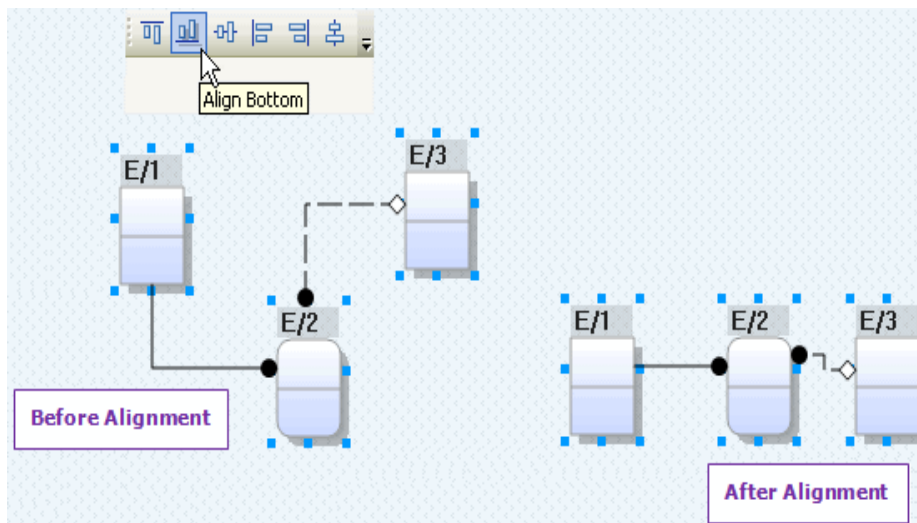 Align Bottom
E/1
E/3
E/2
Before Alignment
E/1
E/2
E/3
After Alignment